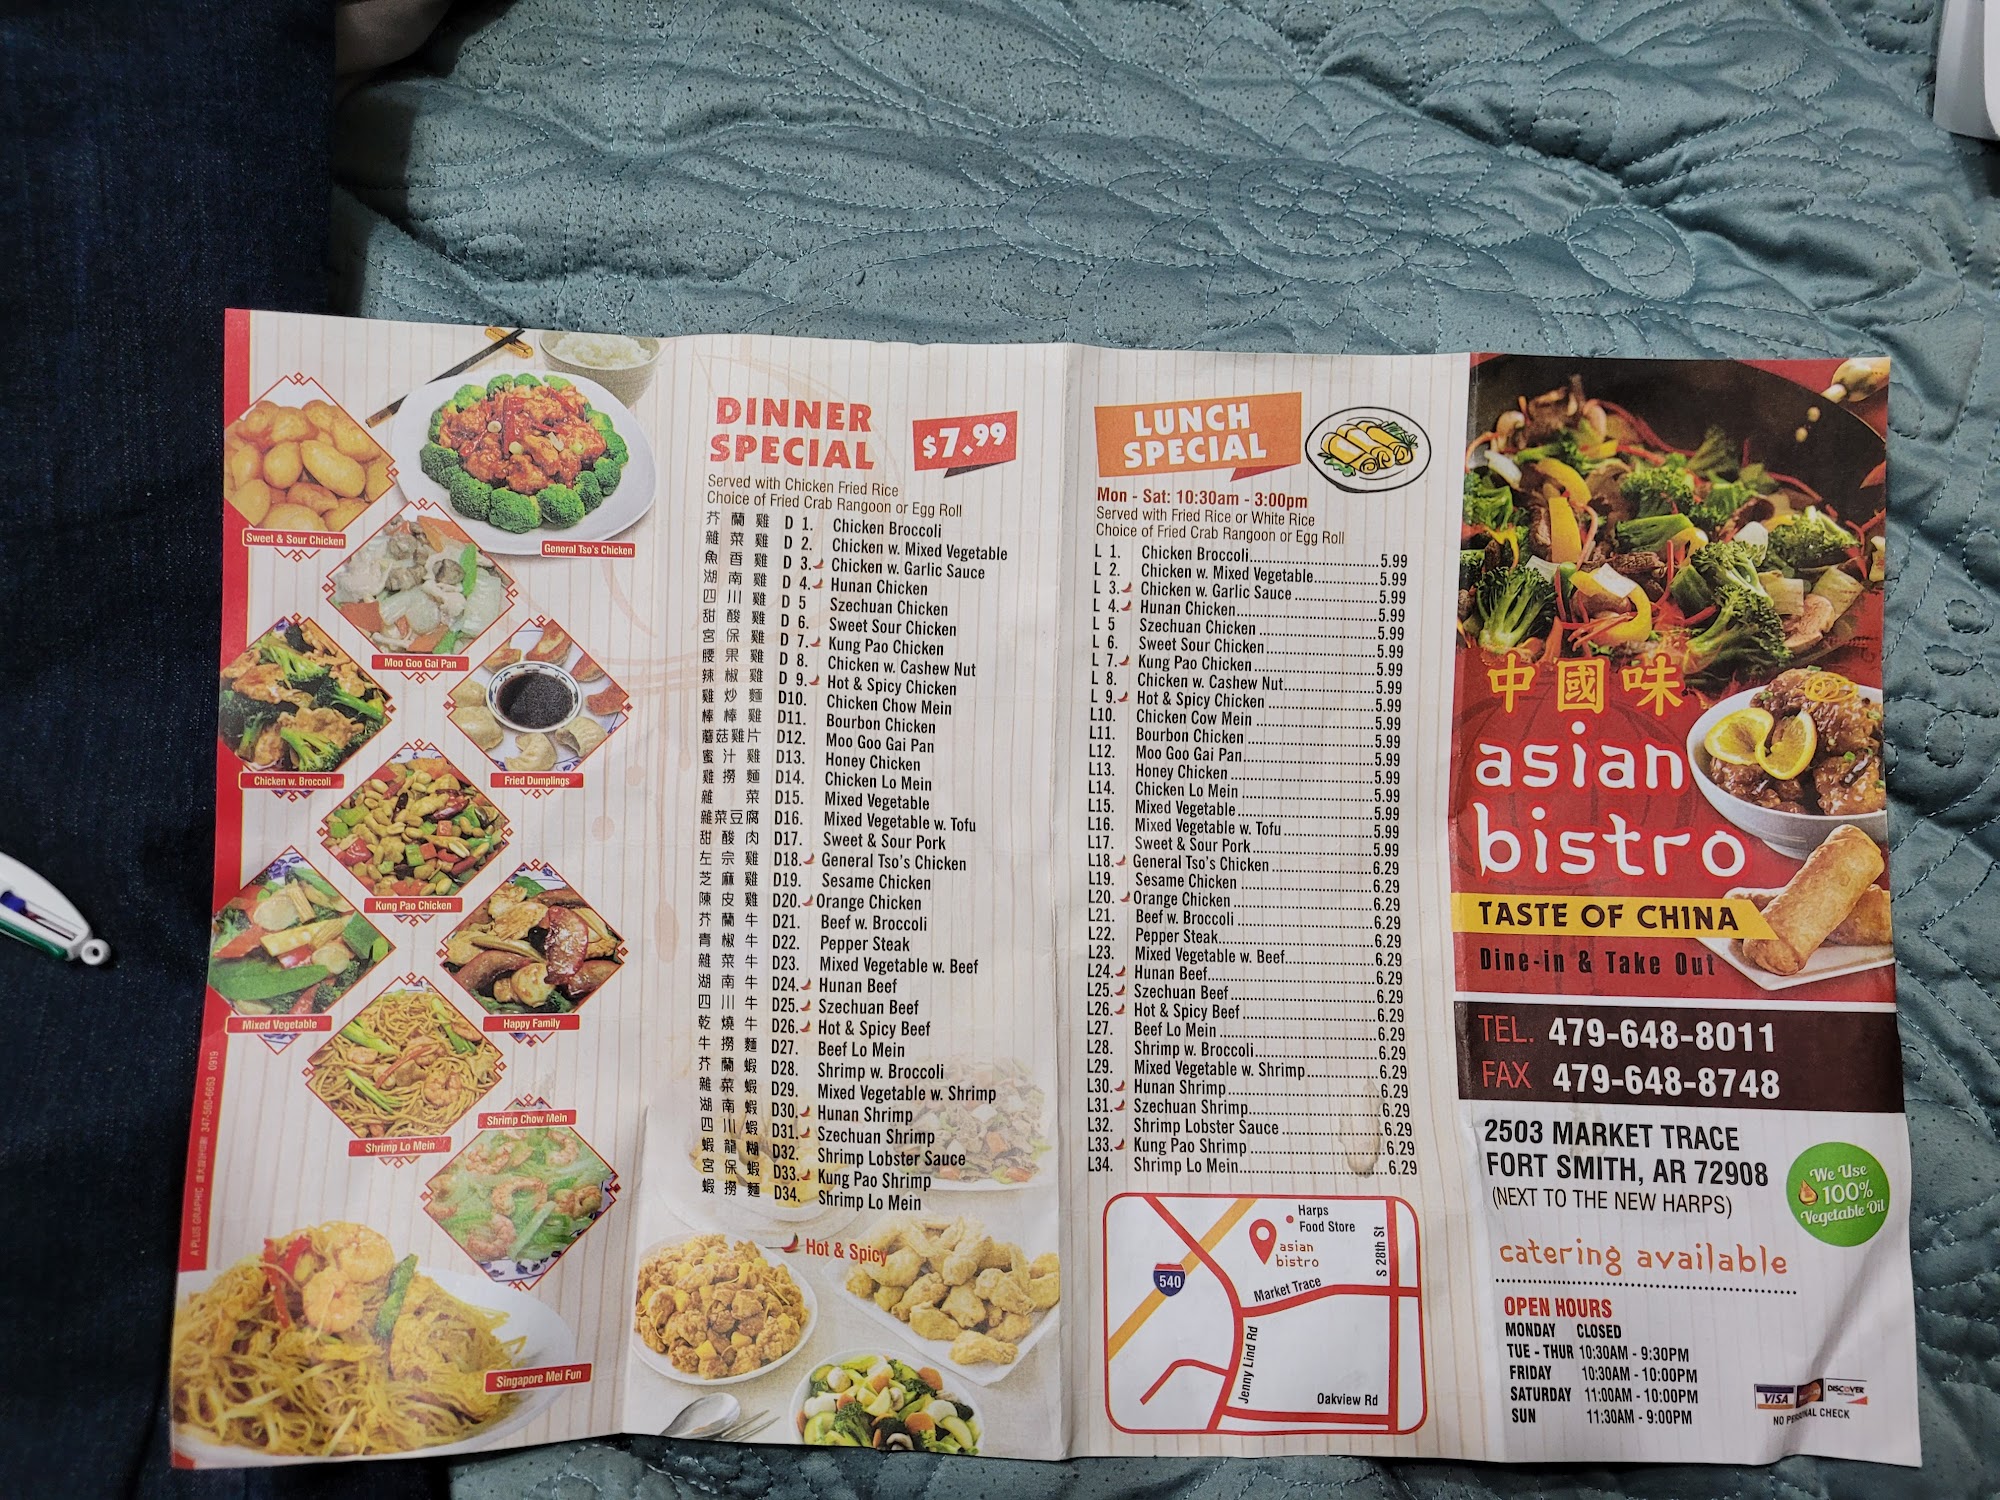 Sweet & Sour Chicken
General Tso's Chicken
Moo Goo Gai Pan
Chicken w. Broccoli
Fried Dumplings
Kung Pao Chicken
Mixed Vegetable
Happy Family
Shrimp Lo Mein
Shrimp Chow Mein
Singapore Mei Fun
A PLUS GRAPHIC 347-560-6663 0919
DINNER
SPECIAL
$7.99
Served with Chicken Fried Rice
Choice of Fried Crab Rangoon or Egg Roll
芥蘭雞 D 1. Chicken Broccoli
雜菜雞 D 2. Chicken w. Mixed Vegetable
魚香雞 D 3. Chicken w. Garlic Sauce
湖南雞 D 4. Hunan Chicken
四川雞 D 5 Szechuan Chicken
甜酸雞 D 6. Sweet Sour Chicken
宮保雞 D 7. Kung Pao Chicken
腰果雞 D 8. Chicken w. Cashew Nut
辣椒雞 D 9. Hot & Spicy Chicken
雞炒麵 D10. Chicken Chow Mein
棒棒雞 D11. Bourbon Chicken
蘑菇雞片 D12. Moo Goo Gai Pan
蜜汁雞 D13. Honey Chicken
雞撈麵 D14. Chicken Lo Mein
雜菜 D15. Mixed Vegetable
雜菜豆腐 D16. Mixed Vegetable w. Tofu
甜酸肉 D17. Sweet & Sour Pork
左宗雞 D18. General Tso's Chicken
芝麻雞 D19. Sesame Chicken
陳皮雞 D20. Orange Chicken
芥蘭牛 D21. Beef w. Broccoli
青椒牛 D22. Pepper Steak
雜菜牛 D23. Mixed Vegetable w. Beef
湖南牛 D24. Hunan Beef
四川牛 D25. Szechuan Beef
乾燒牛 D26. Hot & Spicy Beef
牛撈麵 D27. Beef Lo Mein
芥蘭蝦 D28. Shrimp w. Broccoli
雜菜蝦 D29. Mixed Vegetable w. Shrimp
湖南蝦 D30. Hunan Shrimp
四川蝦 D31. Szechuan Shrimp
蝦龍糊 D32. Shrimp Lobster Sauce
宮保蝦 D33. Kung Pao Shrimp
蝦撈麵 D34. Shrimp Lo Mein
Hot & Spicy
LUNCH
SPECIAL
Mon - Sat: 10:30am - 3:00pm
Served with Fried Rice or White Rice
Choice of Fried Crab Rangoon or Egg Roll
L 1. Chicken Broccoli 5.99
L 2. Chicken w. Mixed Vegetable 5.99
L 3. Chicken w. Garlic Sauce 5.99
L 4. Hunan Chicken 5.99
L 5 Szechuan Chicken 5.99
L 6. Sweet Sour Chicken 5.99
L 7. Kung Pao Chicken 5.99
L 8. Chicken w. Cashew Nut 5.99
L 9. Hot & Spicy Chicken 5.99
L10. Chicken Cow Mein 5.99
L11. Bourbon Chicken 5.99
L12. Moo Goo Gai Pan 5.99
L13. Honey Chicken 5.99
L14. Chicken Lo Mein 5.99
L15. Mixed Vegetable 5.99
L16. Mixed Vegetable w. Tofu 5.99
L17. Sweet & Sour Pork 5.99
L18. General Tso's Chicken 6.29
L19. Sesame Chicken 6.29
L20. Orange Chicken 6.29
L21. Beef w. Broccoli 6.29
L22. Pepper Steak 6.29
L23. Mixed Vegetable w. Beef 6.29
L24. Hunan Beef 6.29
L25. Szechuan Beef 6.29
L26. Hot & Spicy Beef 6.29
L27. Beef Lo Mein 6.29
L28. Shrimp w. Broccoli 6.29
L29. Mixed Vegetable w. Shrimp 6.29
L30. Hunan Shrimp 6.29
L31. Szechuan Shrimp 6.29
L32. Shrimp Lobster Sauce 6.29
L33. Kung Pao Shrimp 6.29
L34. Shrimp Lo Mein 6.29
Harps
Food Store
asian
bistro
540
Market Trace
S 28th St
Jenny Lind Rd
Oakview Rd
中國味
asian
bistro
TASTE OF CHINA
Dine-in & Take Out
TEL. 479-648-8011
FAX 479-648-8748
2503 MARKET TRACE
FORT SMITH, AR 72908
(NEXT TO THE NEW HARPS)
We Use
100%
Vegetable Oil
catering available
OPEN HOURS
MONDAY CLOSED
TUE - THUR 10:30AM - 9:30PM
FRIDAY 10:30AM - 10:00PM
SATURDAY 11:00AM - 10:00PM
SUN 11:30AM - 9:00PM
VISA
DISCOVER
NO PERSONAL CHECK